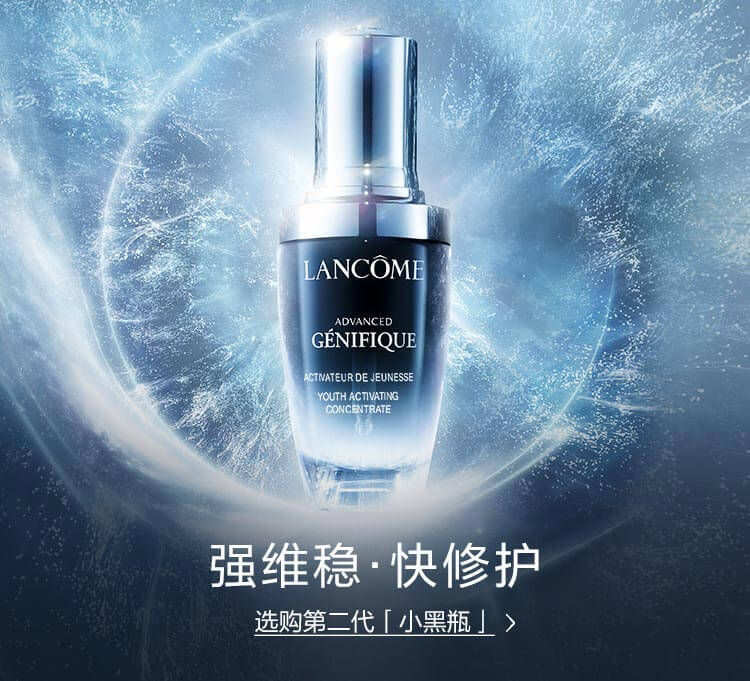 LANCÔME
ADVANCED
GÉNIFIQUE
ACTIVATEUR DE JEUNESSE
YOUTH ACTIVATING
CONCENTRATE
强维稳·快修护
选购第二代「小黑瓶」 >